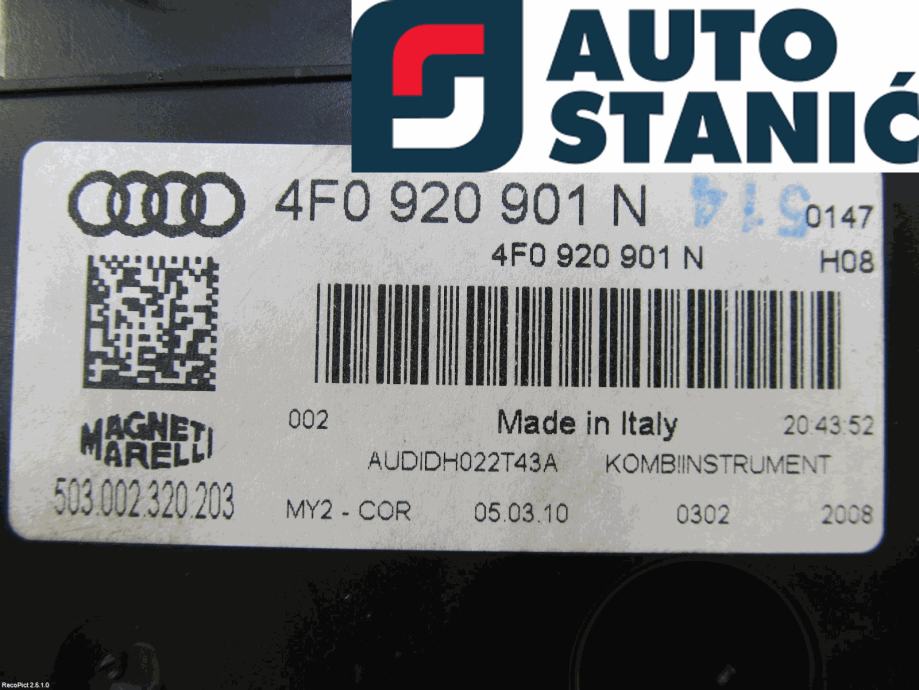 AUTO
STANIĆ
4F0 920 901 N 514 0147
4F0 920 901 N H08
MAGNETI
MARELLI
503.002.320.203
002 Made in Italy 20:43:52
AUDIDH022T43A KOMBIINSTRUMENT
MY2 - COR 05.03.10 0302 2008
RecoPict 2.5.1.0